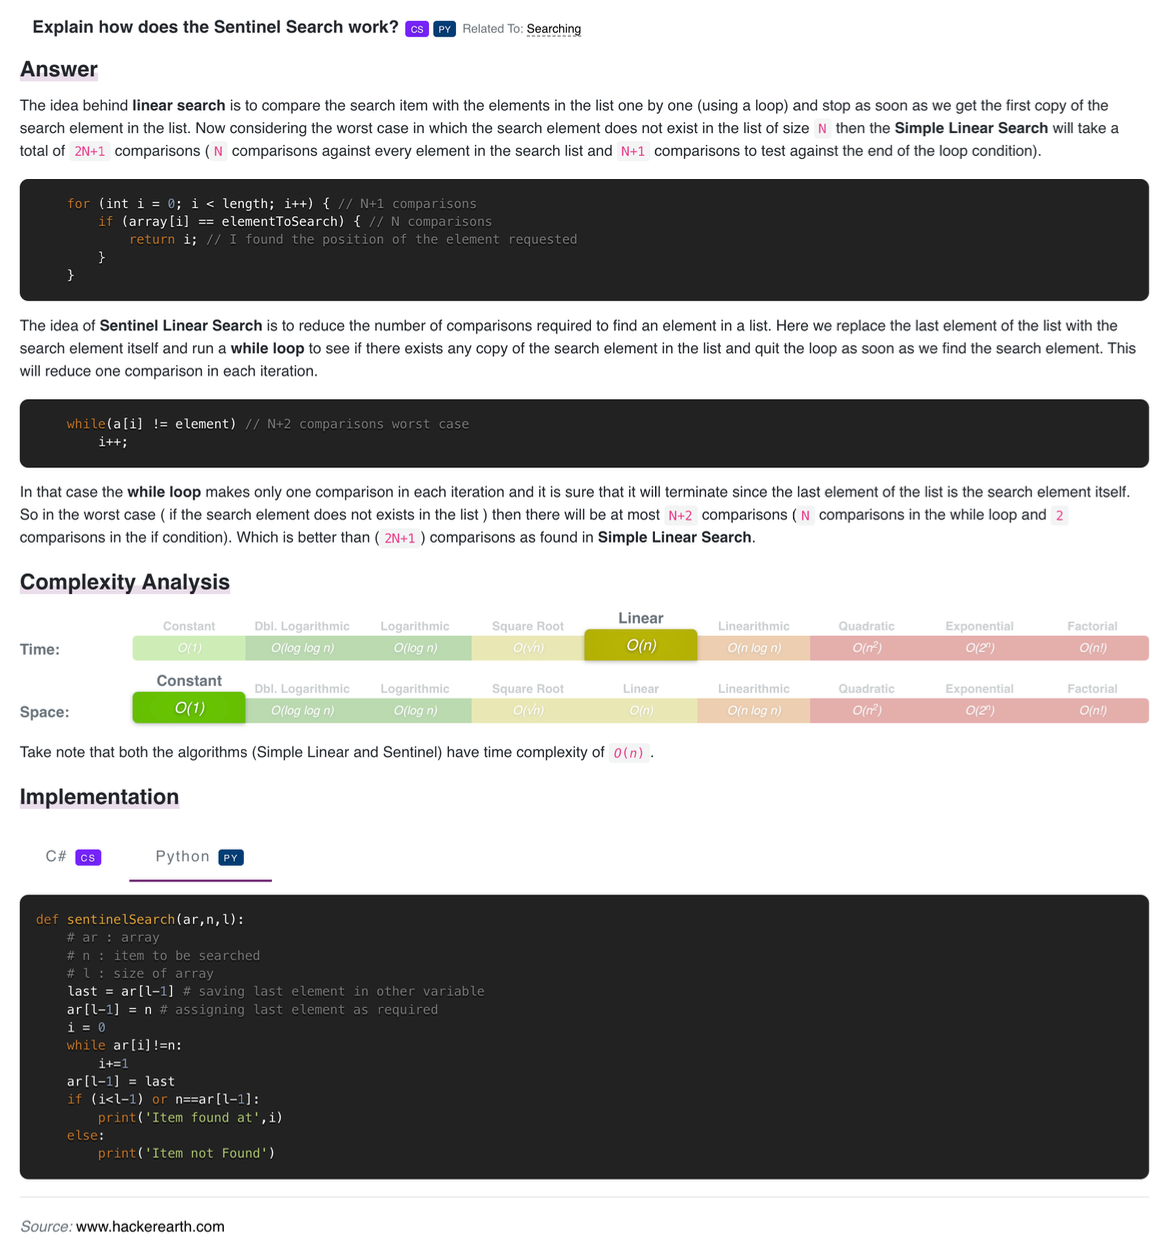 Explain how does the Sentinel Search work? CS PY Related To: Searching
Answer
The idea behind linear search is to compare the search item with the elements in the list one by one (using a loop) and stop as soon as we get the first copy of the
search element in the list. Now considering the worst case in which the search element does not exist in the list of size N then the Simple Linear Search will take a
total of 2N+1 comparisons ( N comparisons against every element in the search list and N+1 comparisons to test against the end of the loop condition).
for (int i = 0; i < length; i++) { // N+1 comparisons
if (array[i] == elementToSearch) { // N comparisons
return i; // I found the position of the element requested
}
}
The idea of Sentinel Linear Search is to reduce the number of comparisons required to find an element in a list. Here we replace the last element of the list with the
search element itself and run a while loop to see if there exists any copy of the search element in the list and quit the loop as soon as we find the search element. This
will reduce one comparison in each iteration.
while(a[i] != element) // N+2 comparisons worst case
i++;
In that case the while loop makes only one comparison in each iteration and it is sure that it will terminate since the last element of the list is the search element itself.
So in the worst case ( if the search element does not exists in the list ) then there will be at most N+2 comparisons ( N comparisons in the while loop and 2
comparisons in the if condition). Which is better than ( 2N+1 ) comparisons as found in Simple Linear Search.
Complexity Analysis
Constant Dbl. Logarithmic Logarithmic Square Root Linear Linearithmic Quadratic Exponential Factorial
Time: O(1) O(log log n) O(log n) O(√n) O(n) O(n log n) O(n²) O(2ⁿ) O(n!)
Constant Dbl. Logarithmic Logarithmic Square Root Linear Linearithmic Quadratic Exponential Factorial
Space: O(1) O(log log n) O(log n) O(√n) O(n) O(n log n) O(n²) O(2ⁿ) O(n!)
Take note that both the algorithms (Simple Linear and Sentinel) have time complexity of O(n) .
Implementation
C# CS Python PY
def sentinelSearch(ar,n,l):
# ar : array
# n : item to be searched
# l : size of array
last = ar[l-1] # saving last element in other variable
ar[l-1] = n # assigning last element as required
i = 0
while ar[i]!=n:
i+=1
ar[l-1] = last
if (i<l-1) or n==ar[l-1]:
print('Item found at',i)
else:
print('Item not Found')
Source: www.hackerearth.com